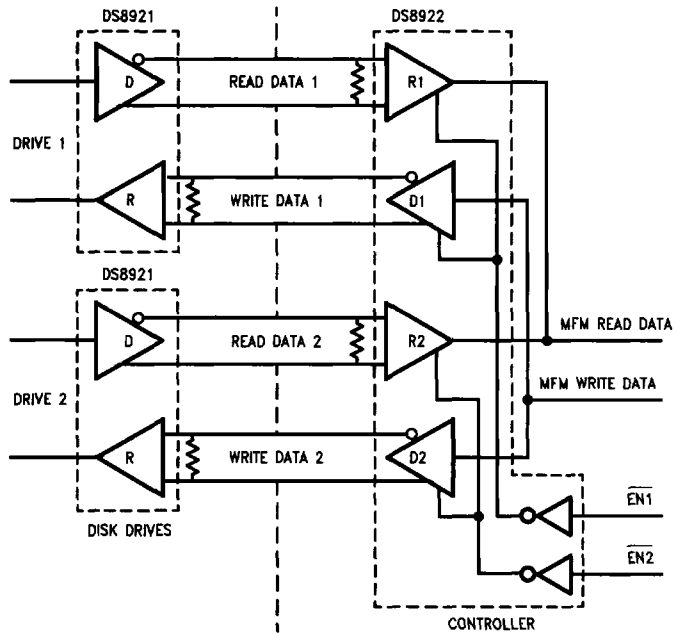 DS8921
DS8922
D
READ DATA 1
R1
DRIVE 1
R
WRITE DATA 1
D1
DS8921
D
READ DATA 2
R2
MFM READ DATA
MFM WRITE DATA
DRIVE 2
R
WRITE DATA 2
D2
EN1
DISK DRIVES
EN2
CONTROLLER